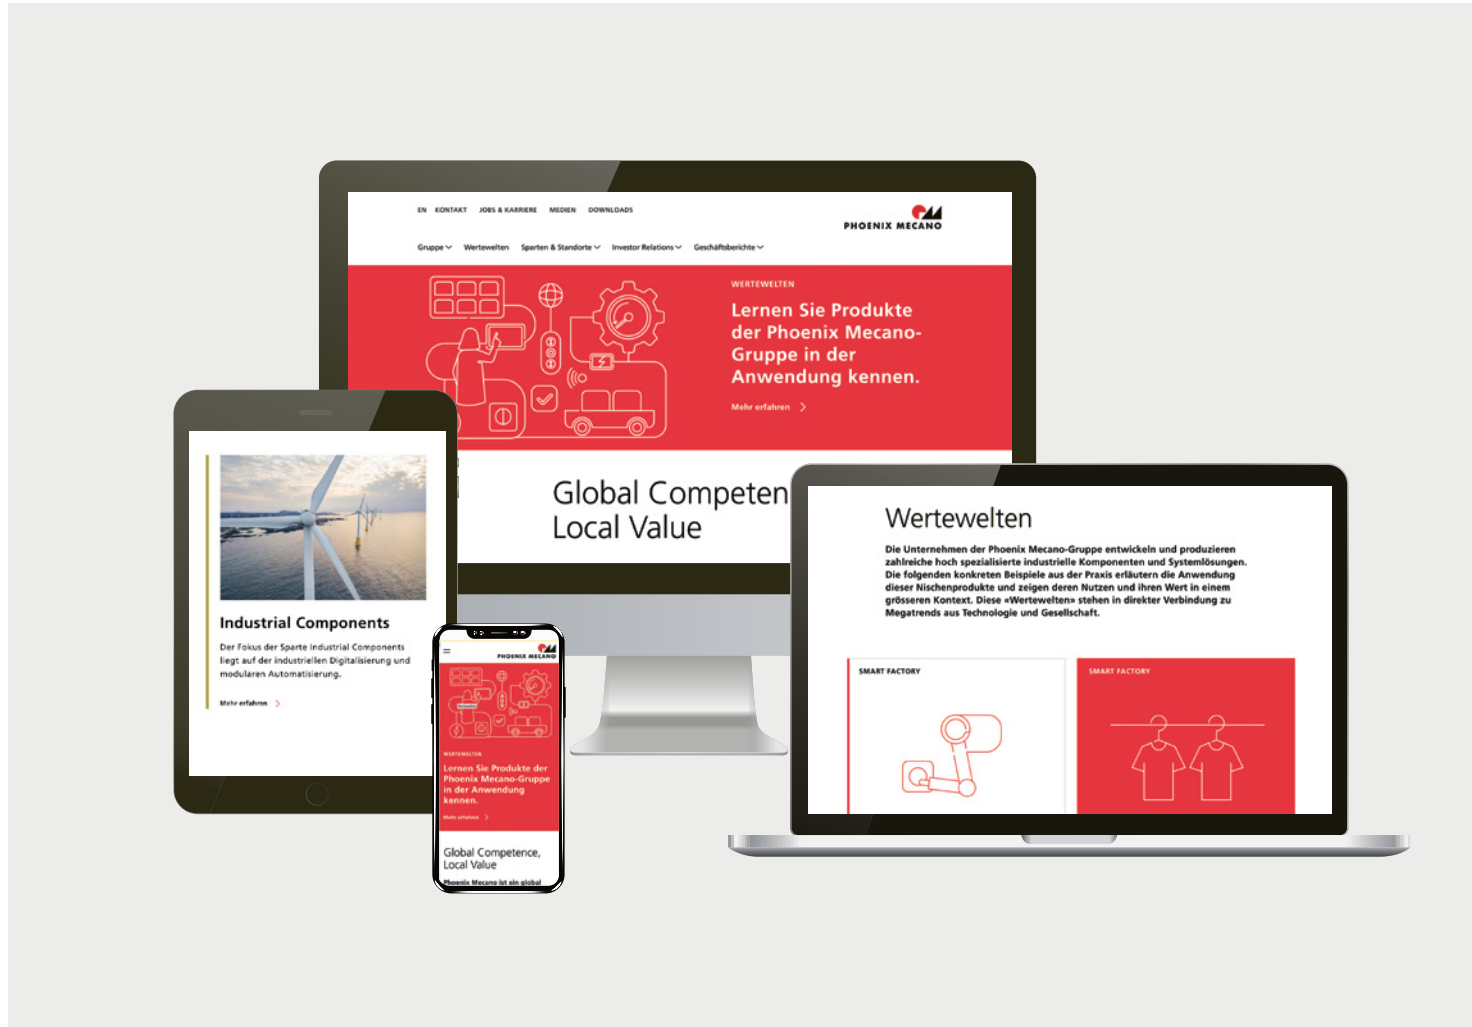 EN KONTAKT JOBS & KARRIERE MEDIEN DOWNLOADS
PHOENIX MECANO
Gruppe Wertewelten Sparten & Standorte Investor Relations Geschäftsberichte
WERTEWELTEN
Lernen Sie Produkte
der Phoenix Mecano-
Gruppe in der
Anwendung kennen.
Mehr erfahren
Global Competen
Local Value
Industrial Components
Der Fokus der Sparte Industrial Components
liegt auf der industriellen Digitalisierung und
modularen Automatisierung.
Mehr erfahren
PHOENIX MECANO
WERTEWELTEN
Lernen Sie Produkte der
Phoenix Mecano-Gruppe
in der Anwendung
kennen.
Mehr erfahren
Global Competence,
Local Value
Phoenix Mecano ist ein global
Wertewelten
Die Unternehmen der Phoenix Mecano-Gruppe entwickeln und produzieren
zahlreiche hoch spezialisierte industrielle Komponenten und Systemlösungen.
Die folgenden konkreten Beispiele aus der Praxis erläutern die Anwendung
dieser Nischenprodukte und zeigen deren Nutzen und ihren Wert in einem
grösseren Kontext. Diese «Wertewelten» stehen in direkter Verbindung zu
Megatrends aus Technologie und Gesellschaft.
SMART FACTORY
SMART FACTORY